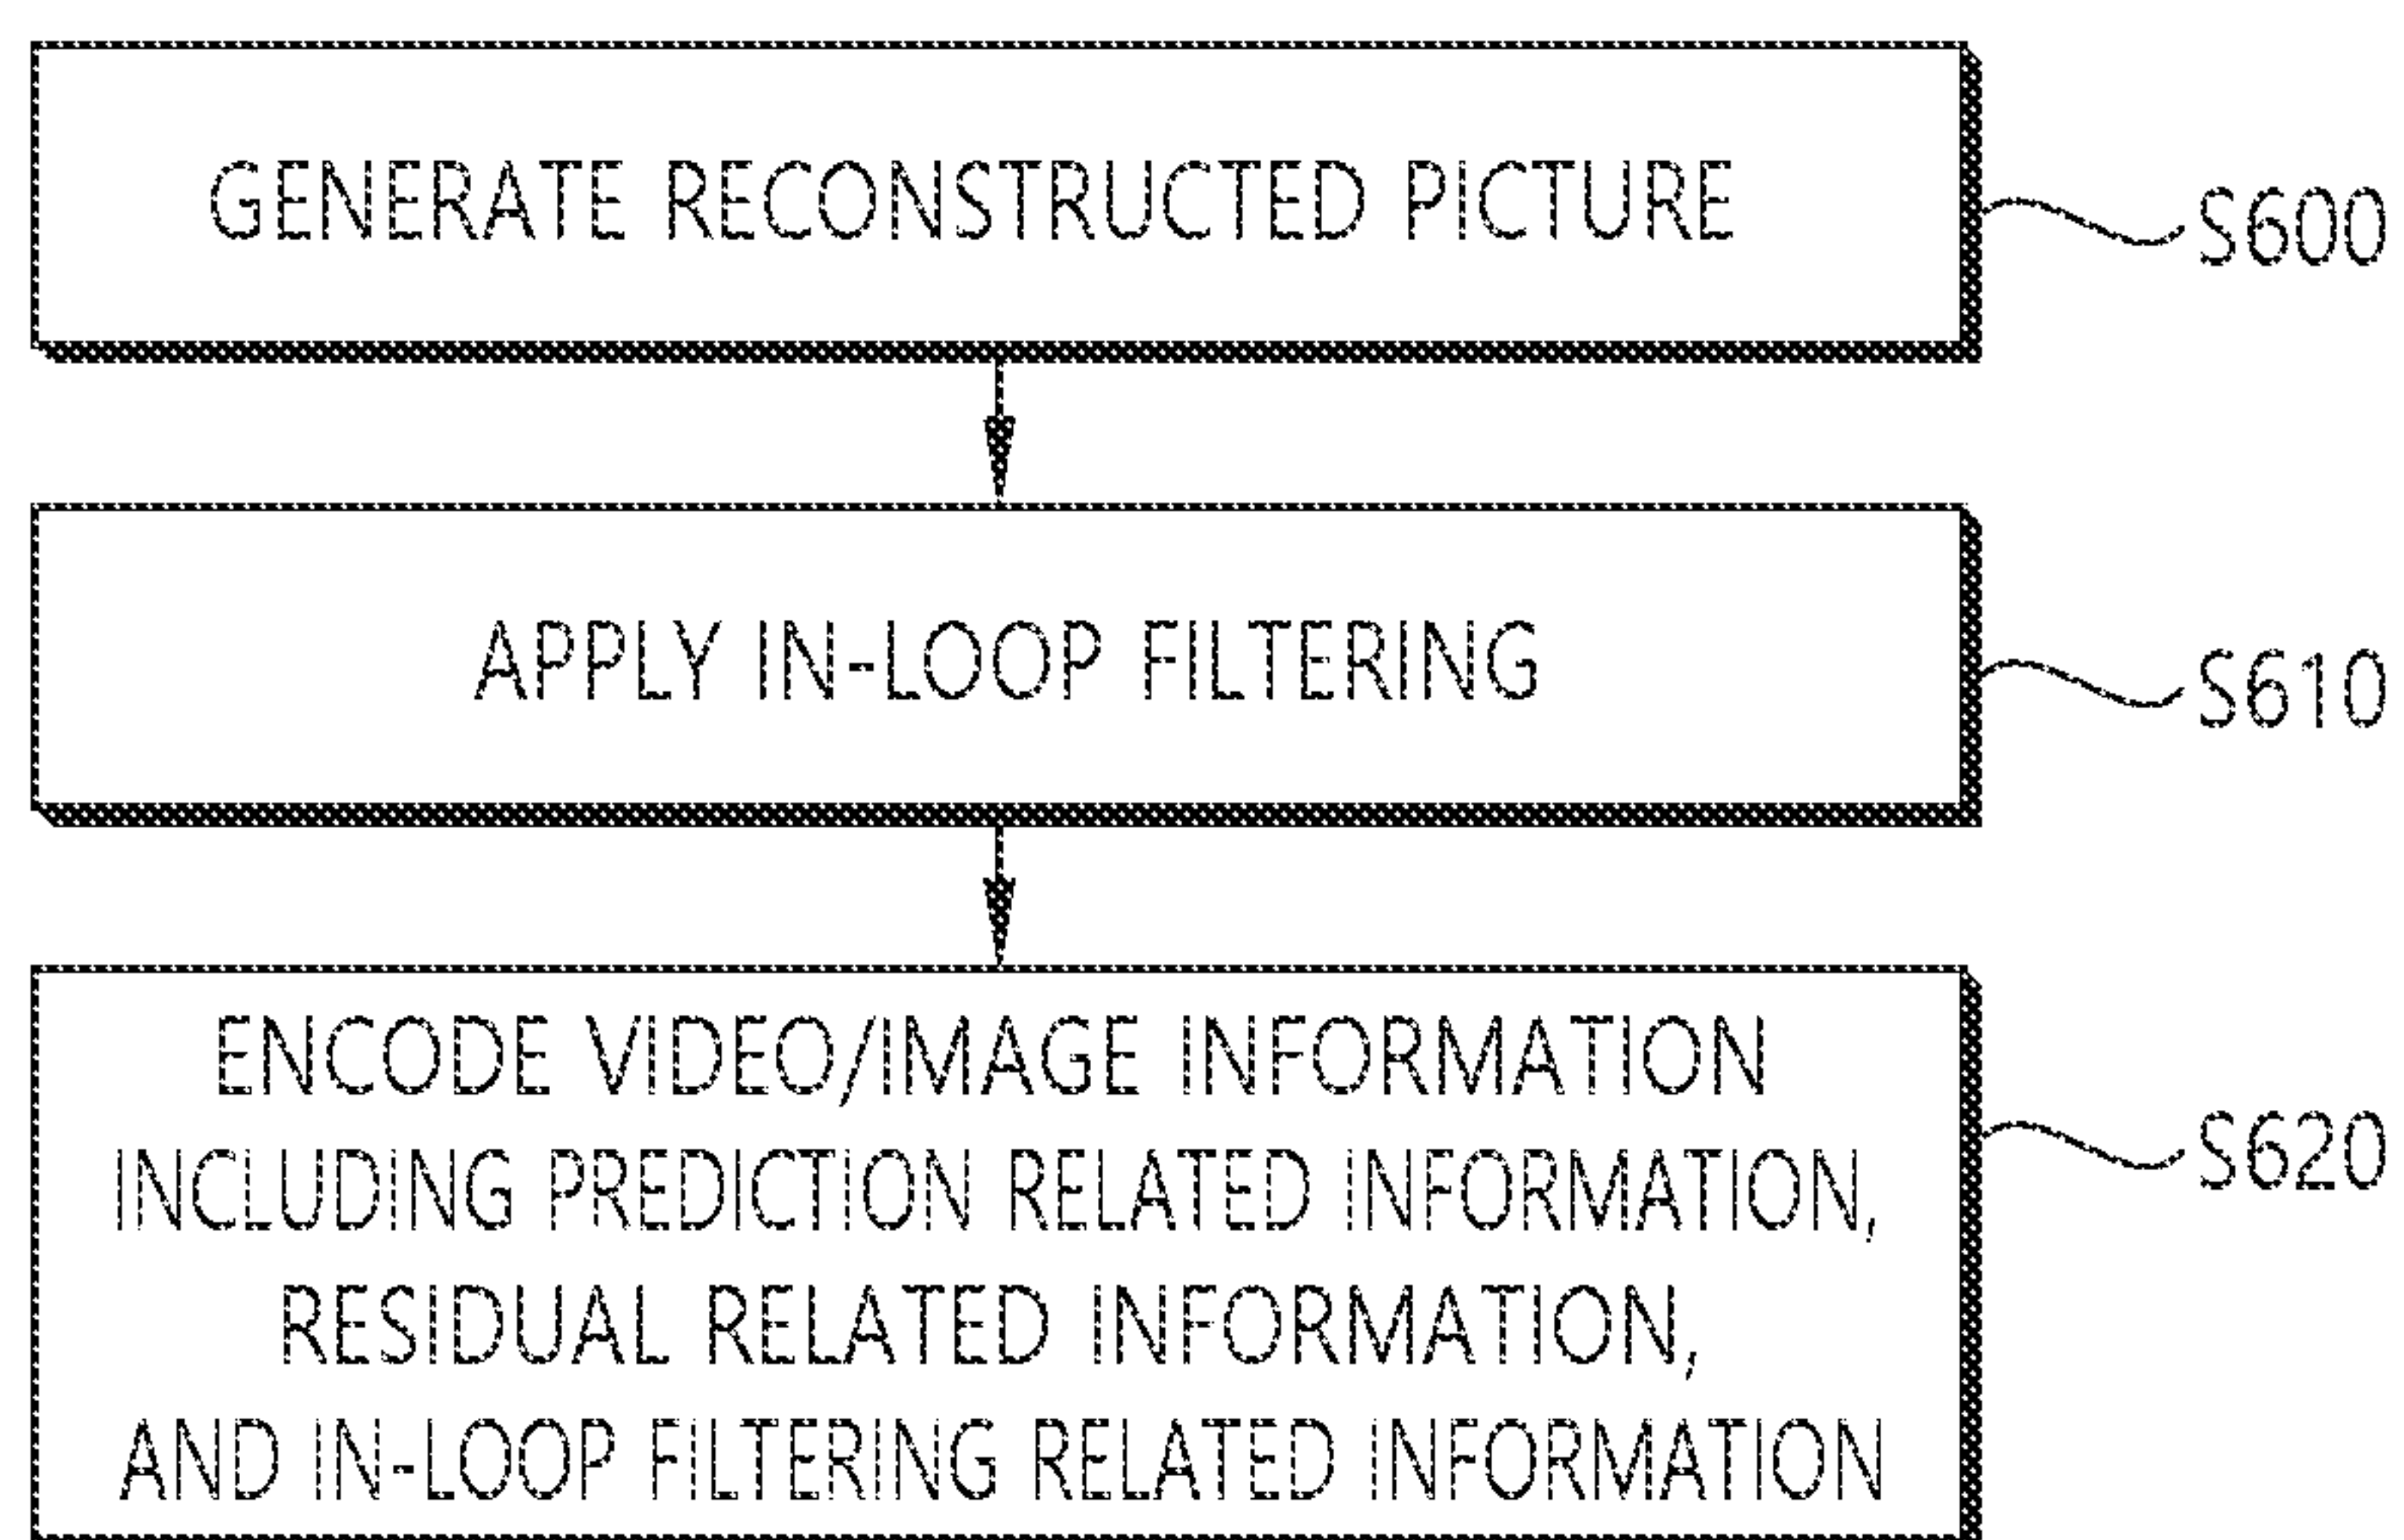 GENERATE RECONSTRUCTED PICTURE
S600
APPLY IN-LOOP FILTERING
S610
ENCODE VIDEO/IMAGE INFORMATION
INCLUDING PREDICTION RELATED INFORMATION,
RESIDUAL RELATED INFORMATION,
AND IN-LOOP FILTERING RELATED INFORMATION
S620